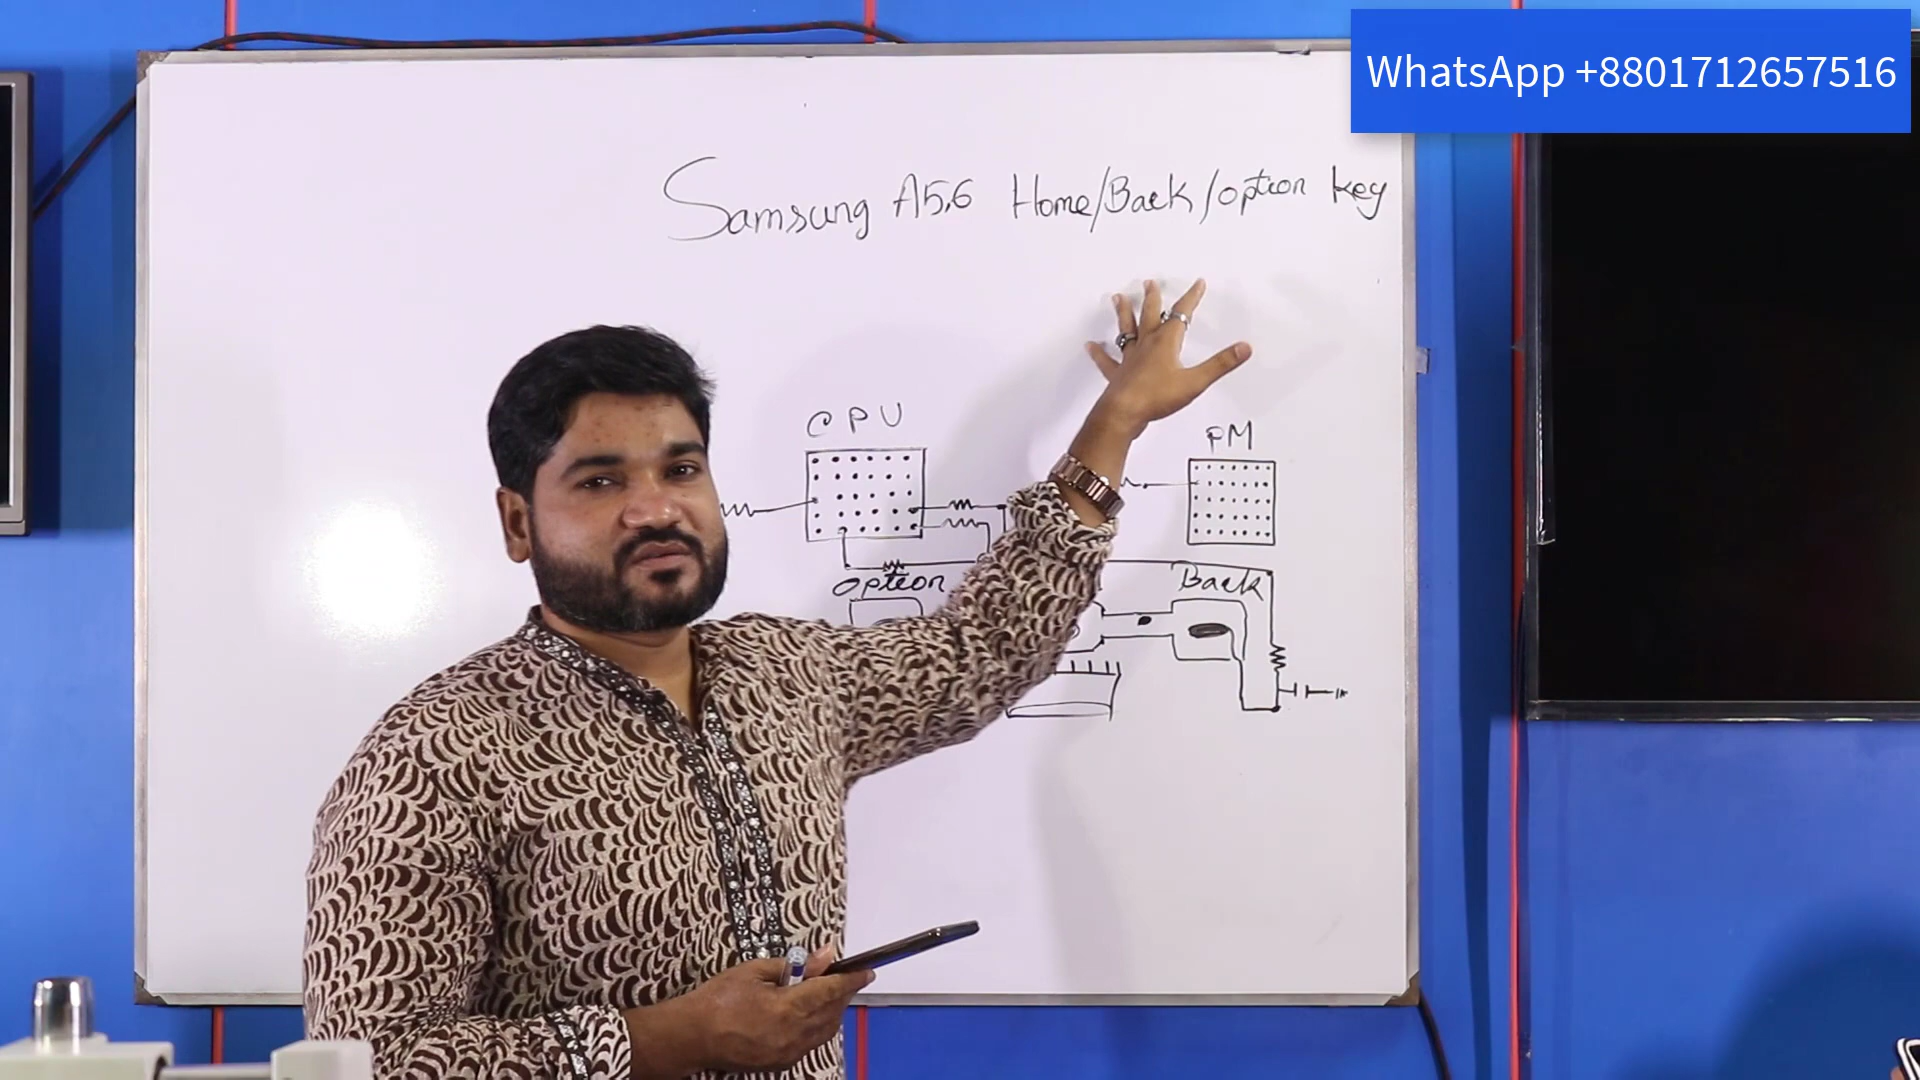 WhatsApp +8801712657516
Samsung A5,6 Home/Back/option key
CPU
PM
option
Back